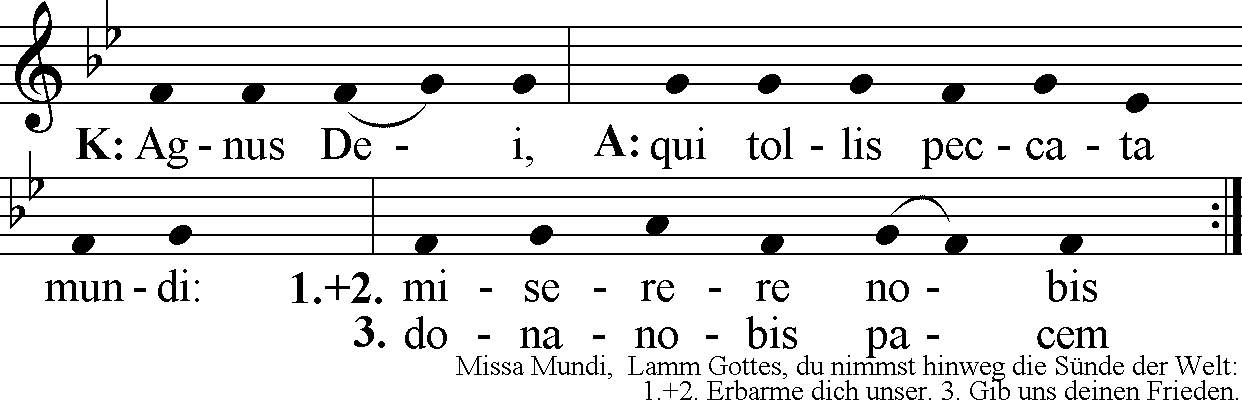 K: Ag - nus De - i, A: qui tol - lis pec - ca - ta
mun - di: 1.+2. mi - se - re - re no - bis
3. do - na - no - bis pa - cem
Missa Mundi, Lamm Gottes, du nimmst hinweg die Sünde der Welt:
1.+2. Erbarme dich unser. 3. Gib uns deinen Frieden.